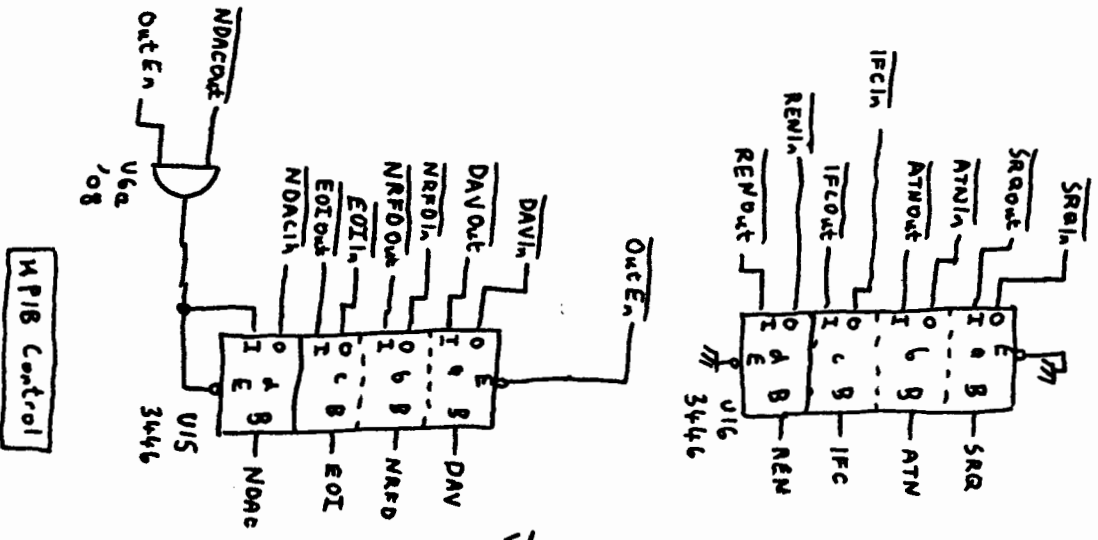 SRQIn
SRQOut
ATNIn
ATNOut
IFCIn
IFCOut
RENIn
RENOut
O E
I a B SRQ
O
I b B ATN
O
I c B IFC
O
I d B REN
E
U16
3446
OutEn
DAVIn
DAVOut
NRFDIn
NRFDOut
EOIIn
EOIOut
NDACIn
O E
I a B DAV
O
I b B NRFD
O
I c B EOI
O
I d B NDAC
E
U15
3446
NDACOut
OutEn
U6a
'08
HPIB Control